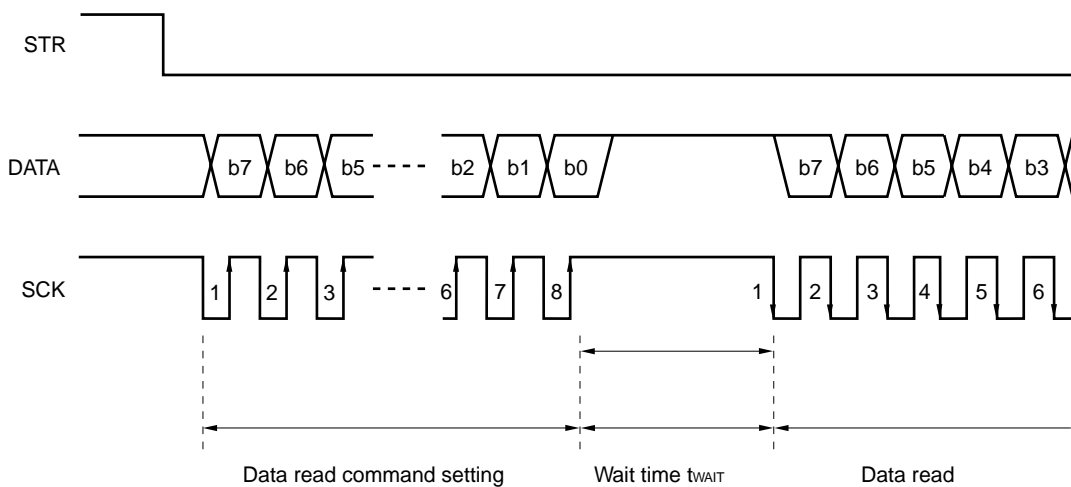 STR
DATA b7 b6 b5 b2 b1 b0 b7 b6 b5 b4 b3
SCK 1 2 3 6 7 8 1 2 3 4 5 6
Data read command setting Wait time tWAIT Data read